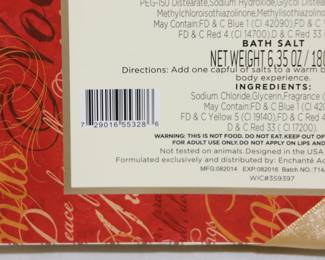 PEG-150 Distearate,Sodium Hydroxide,Glycol Distear
Methylchloroisothiazolinone,Methylisothiazolinone
May Contain:FD & C Blue 1 (CI 42090),FD &
FD & C Red 4 (CI 14700),D & C Red 33
BATH SALT
NET WEIGHT 6.35 OZ/ 180
Directions: Add one capful of salts to a warm b
body experience.
INGREDIENTS:
Sodium Chloride,Glycerin,Fragrance
May Contain:FD & C Blue 1 (CI 420
FD & C Yellow 5 (CI 19140),FD & C Red 4
D & C Red 33 (CI 17200).
WARNING: THIS IS NOT FOOD. DO NOT EAT.KEEP OUT OF
FOR ADULT USE ONLY.DO NOT APPLY ON LIPS AND
Not tested on animals.Designed in the USA
Formulated exclusively and distributed by: Enchanté Ac
MFG:082014 EXP:082016 BATCH NO.:T14
WIC#359397
7 29016 55328 6
Peace